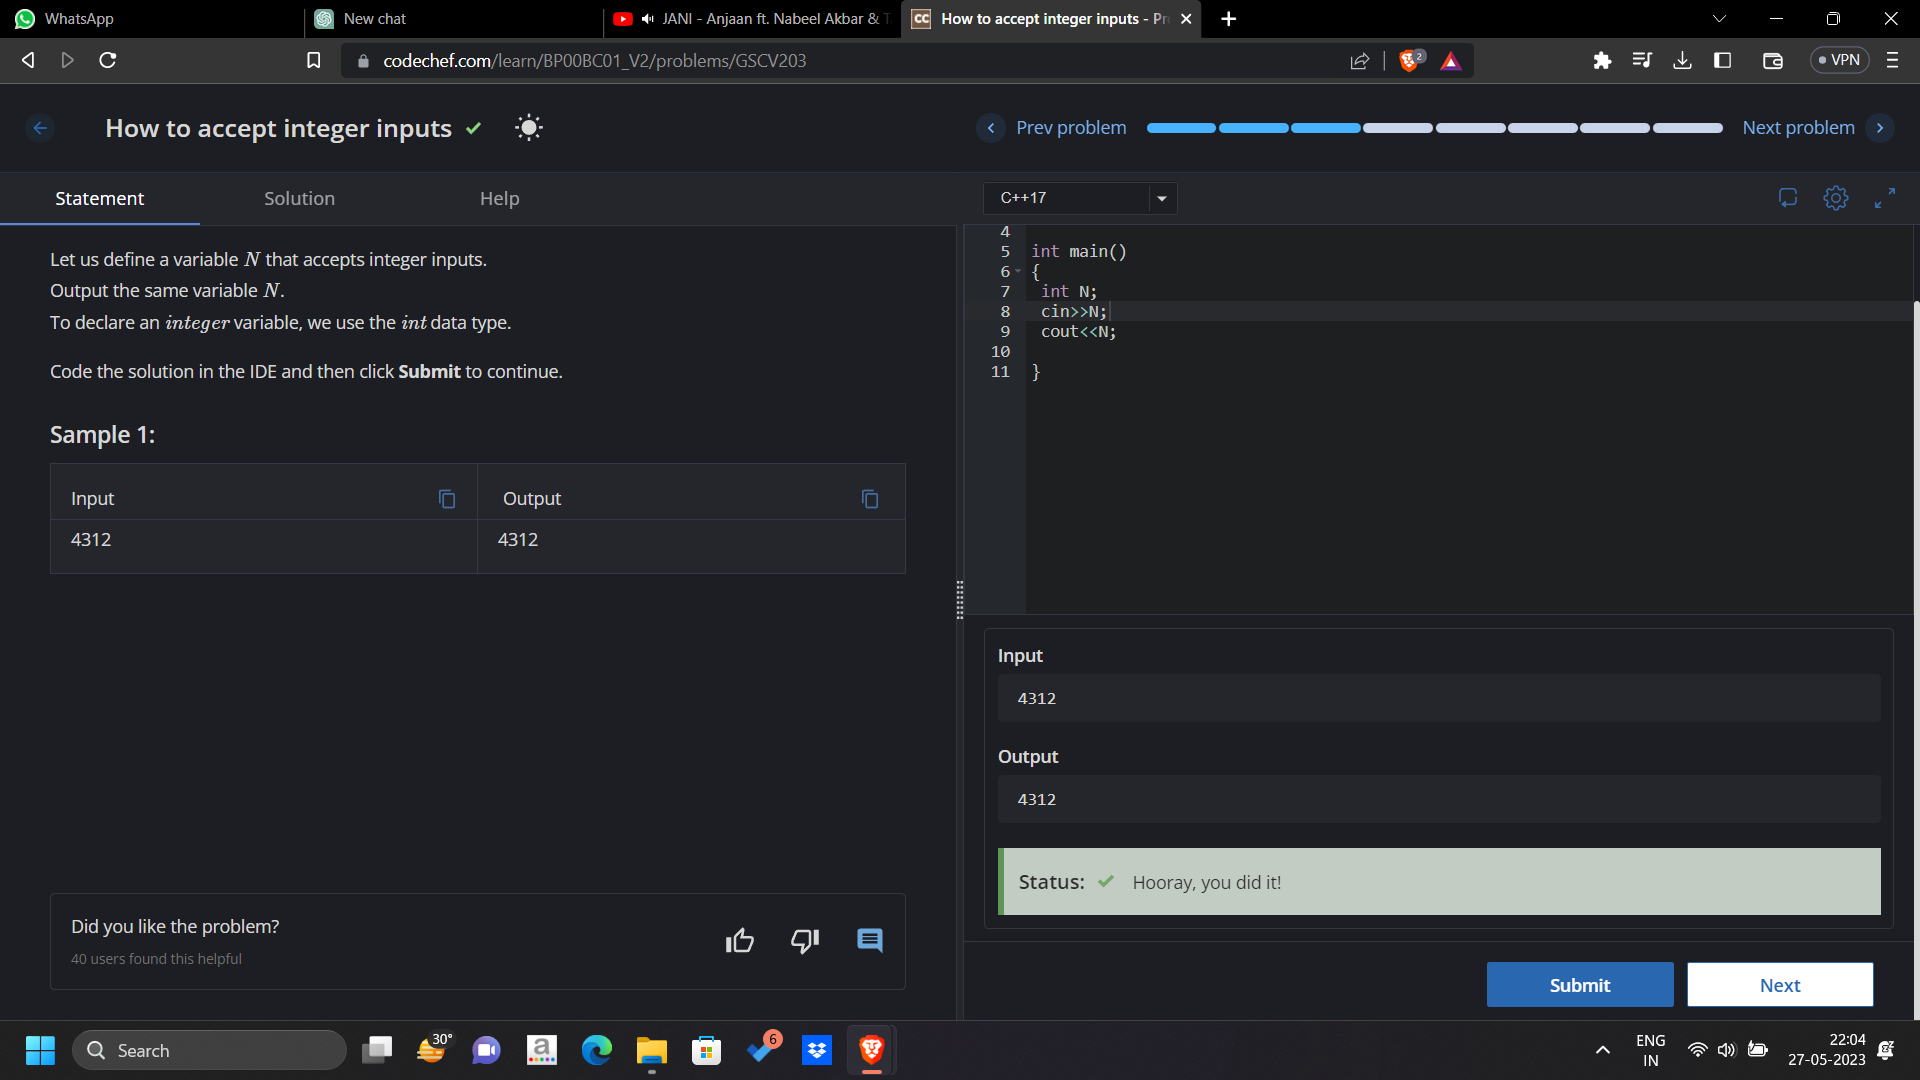 WhatsApp
New chat
JANI - Anjaan ft. Nabeel Akbar &
How to accept integer inputs - Pr
codechef.com/learn/BP00BC01_V2/problems/GSCV203
2
VPN
How to accept integer inputs
Prev problem
Next problem
Statement
Solution
Help
C++17
Let us define a variable N that accepts integer inputs.
Output the same variable N.
To declare an integer variable, we use the int data type.
Code the solution in the IDE and then click Submit to continue.
Sample 1:
Input
Output
4312
4312
Did you like the problem?
40 users found this helpful
4
5 int main()
6 {
7 int N;
8 cin>>N;
9 cout<<N;
10
11 }
Input
4312
Output
4312
Status: Hooray, you did it!
Submit
Next
Search
30°
a
6
ENG
IN
22:04
27-05-2023